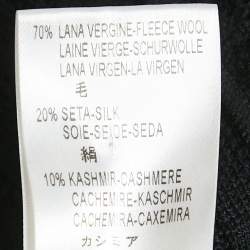 70% LANA VERGINE-FLEECE WOOL
LAINE VIERGE-SCHURWOLLE
LANA VIRGEN-LA VIRGEN
毛
20% SETA-SILK
SOIE-SEIDE-SEDA
絹
10% KASHMIR-CASHMERE
CACHEMIRE-KASCHMIR
CACHEMIRA-CAXEMIRA
カシミア